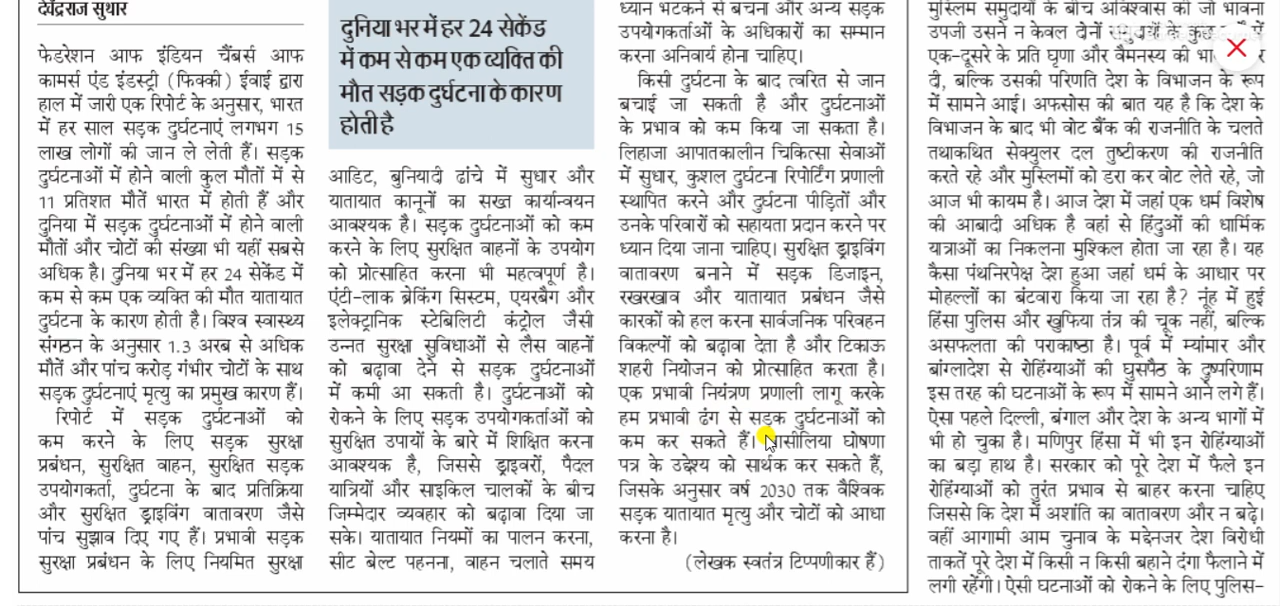 देवेंद्रराज सुथार
फेडरेशन आफ इंडियन चैंबर्स आफ
कामर्स एंड इंडस्ट्री (फिक्की) ईवाई द्वारा
हाल में जारी एक रिपोर्ट के अनुसार, भारत
में हर साल सड़क दुर्घटनाएं लगभग 15
लाख लोगों की जान ले लेती हैं। सड़क
दुर्घटनाओं में होने वाली कुल मौतों में से
11 प्रतिशत मौतें भारत में होती हैं और
दुनिया में सड़क दुर्घटनाओं में होने वाली
मौतों और चोटों की संख्या भी यहीं सबसे
अधिक है। दुनिया भर में हर 24 सेकेंड में
कम से कम एक व्यक्ति की मौत यातायात
दुर्घटना के कारण होती है। विश्व स्वास्थ्य
संगठन के अनुसार 1.3 अरब से अधिक
मौतें और पांच करोड़ गंभीर चोटों के साथ
सड़क दुर्घटनाएं मृत्यु का प्रमुख कारण हैं।
रिपोर्ट में सड़क दुर्घटनाओं को
कम करने के लिए सड़क सुरक्षा
प्रबंधन, सुरक्षित वाहन, सुरक्षित सड़क
उपयोगकर्ता, दुर्घटना के बाद प्रतिक्रिया
और सुरक्षित ड्राइविंग वातावरण जैसे
पांच सुझाव दिए गए हैं। प्रभावी सड़क
सुरक्षा प्रबंधन के लिए नियमित सुरक्षा
दुनिया भर में हर 24 सेकेंड
में कम से कम एक व्यक्ति की
मौत सड़क दुर्घटना के कारण
होती है
आडिट, बुनियादी ढांचे में सुधार और
यातायात कानूनों का सख्त कार्यान्वयन
आवश्यक है। सड़क दुर्घटनाओं को कम
करने के लिए सुरक्षित वाहनों के उपयोग
को प्रोत्साहित करना भी महत्वपूर्ण है।
एंटी-लाक ब्रेकिंग सिस्टम, एयरबैग और
इलेक्ट्रानिक स्टेबिलिटी कंट्रोल जैसी
उन्नत सुरक्षा सुविधाओं से लैस वाहनों
को बढ़ावा देने से सड़क दुर्घटनाओं
में कमी आ सकती है। दुर्घटनाओं को
रोकने के लिए सड़क उपयोगकर्ताओं को
सुरक्षित उपायों के बारे में शिक्षित करना
आवश्यक है, जिससे ड्राइवरों, पैदल
यात्रियों और साइकिल चालकों के बीच
जिम्मेदार व्यवहार को बढ़ावा दिया जा
सके। यातायात नियमों का पालन करना,
सीट बेल्ट पहनना, वाहन चलाते समय
ध्यान भटकने से बचना और अन्य सड़क
उपयोगकर्ताओं के अधिकारों का सम्मान
करना अनिवार्य होना चाहिए।
किसी दुर्घटना के बाद त्वरित से जान
बचाई जा सकती है और दुर्घटनाओं
के प्रभाव को कम किया जा सकता है।
लिहाजा आपातकालीन चिकित्सा सेवाओं
में सुधार, कुशल दुर्घटना रिपोर्टिंग प्रणाली
स्थापित करने और दुर्घटना पीड़ितों और
उनके परिवारों को सहायता प्रदान करने पर
ध्यान दिया जाना चाहिए। सुरक्षित ड्राइविंग
वातावरण बनाने में सड़क डिजाइन,
रखरखाव और यातायात प्रबंधन जैसे
कारकों को हल करना सार्वजनिक परिवहन
विकल्पों को बढ़ावा देता है और टिकाऊ
शहरी नियोजन को प्रोत्साहित करता है।
एक प्रभावी नियंत्रण प्रणाली लागू करके
हम प्रभावी ढंग से सड़क दुर्घटनाओं को
कम कर सकते हैं। घोषणा
पत्र के उद्देश्य को सार्थक कर सकते हैं,
जिसके अनुसार वर्ष 2030 तक वैश्विक
सड़क यातायात मृत्यु और चोटों को आधा
करना है।
(लेखक स्वतंत्र टिप्पणीकार हैं)
मुस्लिम समुदायों के बीच अविश्वास की जो भावना
उपजी उसने न केवल दोनों समुदायों के कुछ में
एक-दूसरे के प्रति घृणा और वैमनस्य की
दी, बल्कि उसकी परिणति देश के विभाजन के रूप
में सामने आई। अफसोस की बात यह है कि देश के
विभाजन के बाद भी वोट बैंक की राजनीति के चलते
तथाकथित सेक्युलर दल तुष्टीकरण की राजनीति
करते रहे और मुस्लिमों को डरा कर वोट लेते रहे, जो
आज भी कायम है। आज देश में जहां एक धर्म विशेष
की आबादी अधिक है वहां से हिंदुओं की धार्मिक
यात्राओं का निकलना मुश्किल होता जा रहा है। यह
कैसा पंथनिरपेक्ष देश हुआ जहां धर्म के आधार पर
मोहल्लों का बंटवारा किया जा रहा है? नूंह में हुई
हिंसा पुलिस और खुफिया तंत्र की चूक नहीं, बल्कि
असफलता की पराकाष्ठा है। पूर्व में म्यांमार और
बांग्लादेश से रोहिंग्याओं की घुसपैठ के दुष्परिणाम
इस तरह की घटनाओं के रूप में सामने आने लगे हैं।
ऐसा पहले दिल्ली, बंगाल और देश के अन्य भागों में
भी हो चुका है। मणिपुर हिंसा में भी इन रोहिंग्याओं
का बड़ा हाथ है। सरकार को पूरे देश में फैले इन
रोहिंग्याओं को तुरंत प्रभाव से बाहर करना चाहिए
जिससे कि देश में अशांति का वातावरण और न बढ़े।
वहीं आगामी आम चुनाव के मद्देनजर देश विरोधी
ताकतें पूरे देश में किसी न किसी बहाने दंगा फैलाने में
लगी रहेंगी। ऐसी घटनाओं को रोकने के लिए पुलिस-